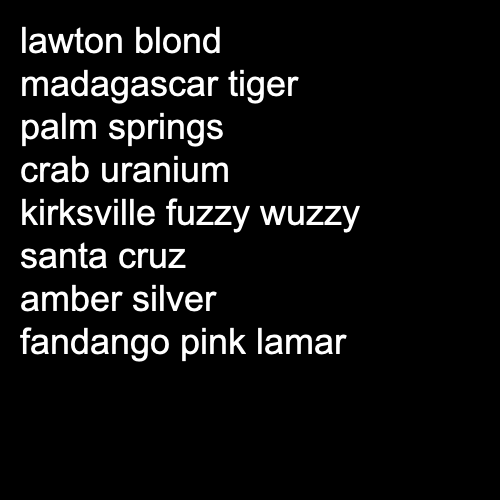 lawton blond
madagascar tiger
palm springs
crab uranium
kirksville fuzzy wuzzy
santa cruz
amber silver
fandango pink lamar